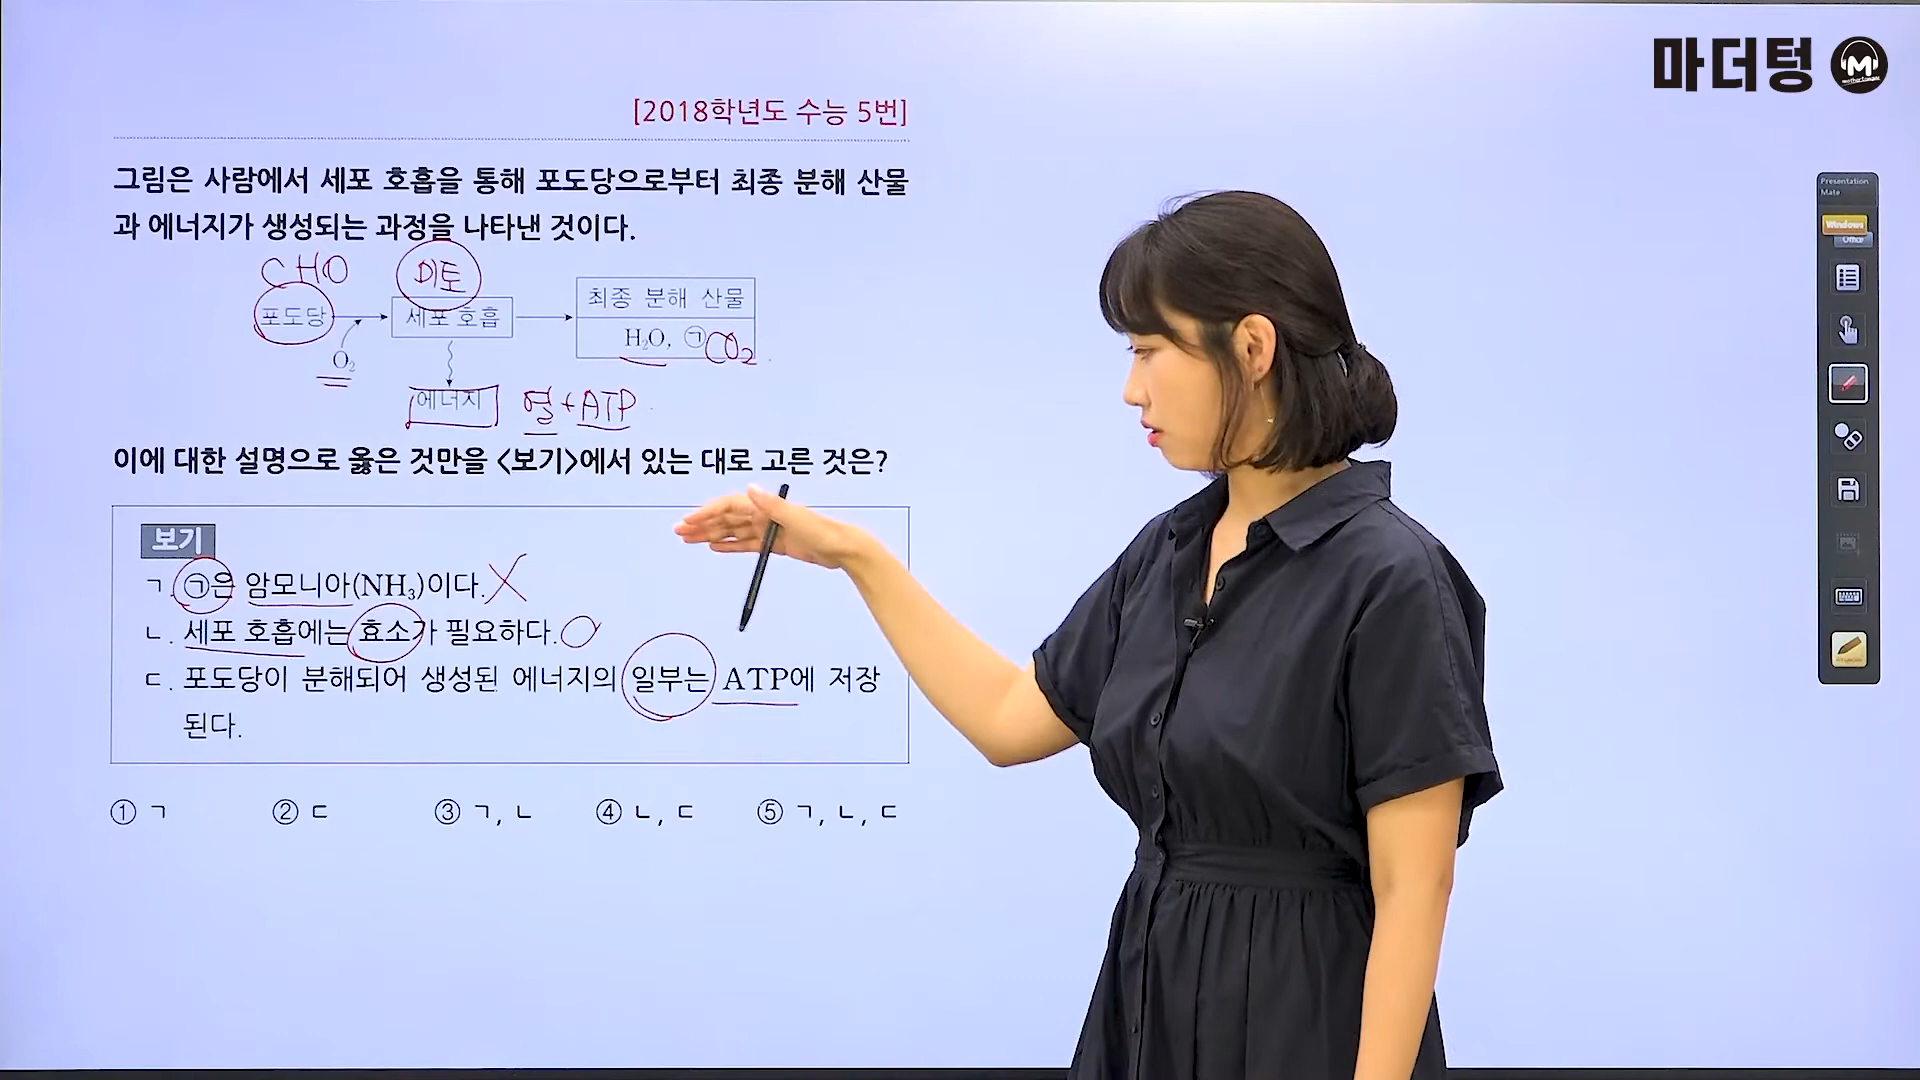 마더텅 M
[2018학년도 수능 5번]
그림은 사람에서 세포 호흡을 통해 포도당으로부터 최종 분해 산물
과 에너지가 생성되는 과정을 나타낸 것이다.
CHO 미토
포도당 세포 호흡 최종 분해 산물
H₂O, ㉠ CO₂
O₂
에너지 열+ATP
이에 대한 설명으로 옳은 것만을 <보기>에서 있는 대로 고른 것은?
보기
ㄱ. ㉠은 암모니아(NH₃)이다. X
ㄴ. 세포 호흡에는 효소가 필요하다. O
ㄷ. 포도당이 분해되어 생성된 에너지의 일부는 ATP에 저장
된다.
① ㄱ ② ㄷ ③ ㄱ, ㄴ ④ ㄴ, ㄷ ⑤ ㄱ, ㄴ, ㄷ
Presentation
Mate
Windows
Office